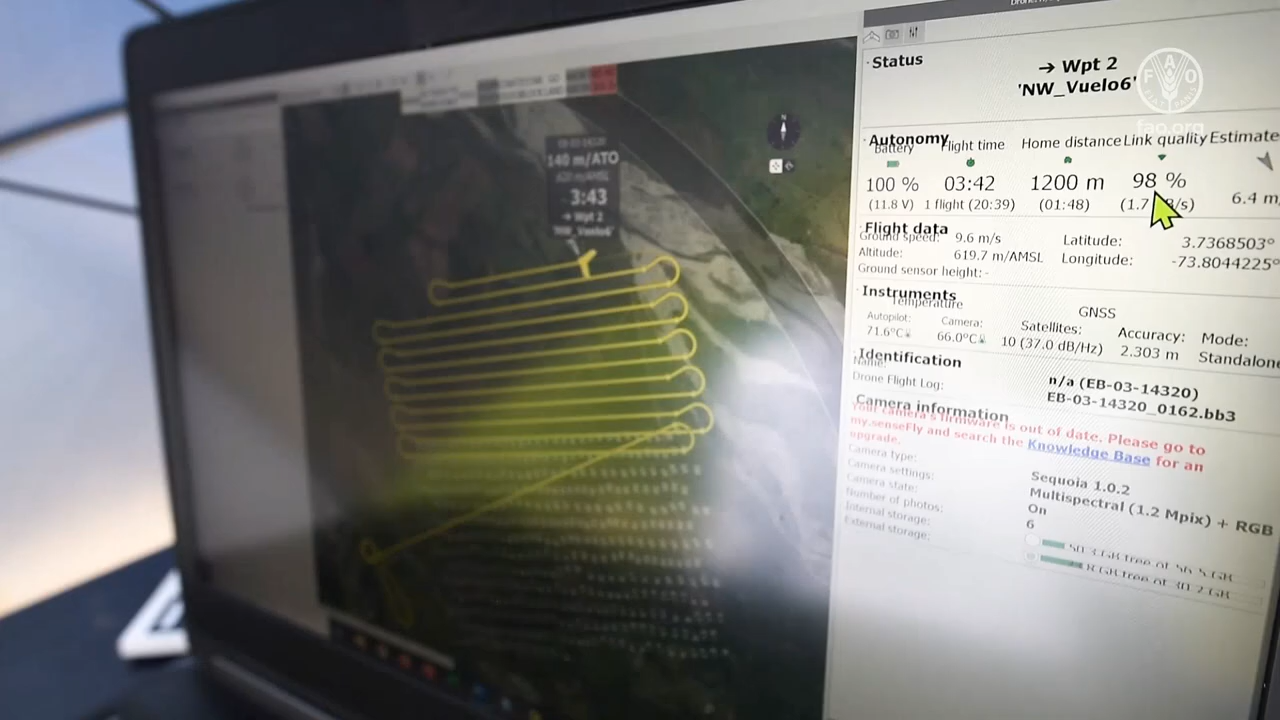 Status
→ Wpt 2
'NW_Vuelo6'
FAO
FIAT PANIS
fao.org
Autonomy
Battery Flight time Home distance Link quality Estimate
100 % 03:42 1200 m 98 %
(11.8 V) 1 flight (20:39) (01:48) (1.7 6.4 m
Flight data
Ground speed: 9.6 m/s
Altitude: 619.7 m/AMSL
Ground sensor height: -
Latitude: 3.7368503°
Longitude: -73.8044225°
Instruments
Temperature
Autopilot: Camera:
71.6°C 66.0°C
GNSS
Satellites: Accuracy: Mode:
10 (37.0 dB/Hz) 2.303 m Standalone
Identification
Name: n/a (EB-03-14320)
Drone Flight Log: EB-03-14320_0162.bb3
Camera information
Your camera's firmware is out of date. Please go to
my.senseFly and search the Knowledge Base for an
upgrade.
Camera type: Sequoia 1.0.2
Camera settings: Multispectral (1.2 Mpix) + RGB
Camera state: On
Number of photos: 6
Internal storage:
External storage:
140 m/ATO
3:43
→ Wpt 2
'NW_Vuelo6'
N